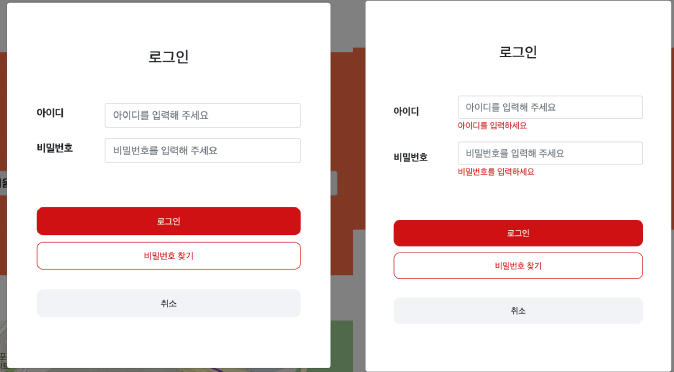 로그인
아이디
아이디를 입력해 주세요
비밀번호
비밀번호를 입력해 주세요
로그인
비밀번호 찾기
취소
로그인
아이디
아이디를 입력해 주세요
아이디를 입력하세요
비밀번호
비밀번호를 입력해 주세요
비밀번호를 입력하세요
로그인
비밀번호 찾기
취소